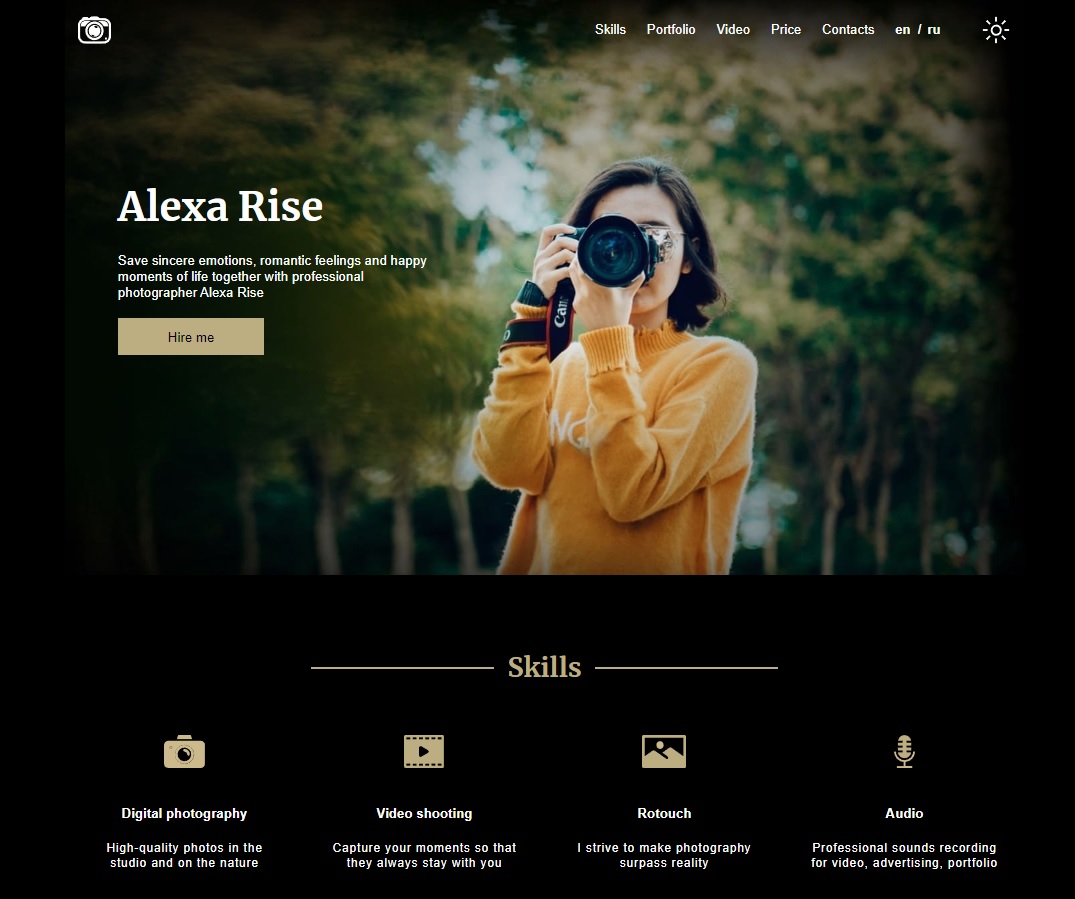 Skills Portfolio Video Price Contacts en / ru
Alexa Rise
Save sincere emotions, romantic feelings and happy
moments of life together with professional
photographer Alexa Rise
Hire me
Skills
Digital photography
Video shooting
Rotouch
Audio
High-quality photos in the
studio and on the nature
Capture your moments so that
they always stay with you
I strive to make photography
surpass reality
Professional sounds recording
for video, advertising, portfolio